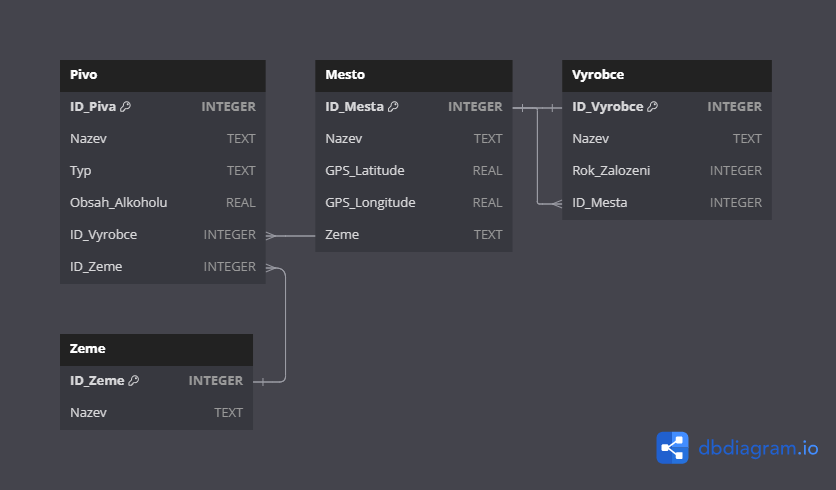 Pivo
ID_Piva INTEGER
Nazev TEXT
Typ TEXT
Obsah_Alkoholu REAL
ID_Vyrobce INTEGER
ID_Zeme INTEGER
Mesto
ID_Mesta INTEGER
Nazev TEXT
GPS_Latitude REAL
GPS_Longitude REAL
Zeme TEXT
Vyrobce
ID_Vyrobce INTEGER
Nazev TEXT
Rok_Zalozeni INTEGER
ID_Mesta INTEGER
Zeme
ID_Zeme INTEGER
Nazev TEXT
dbdiagram.io